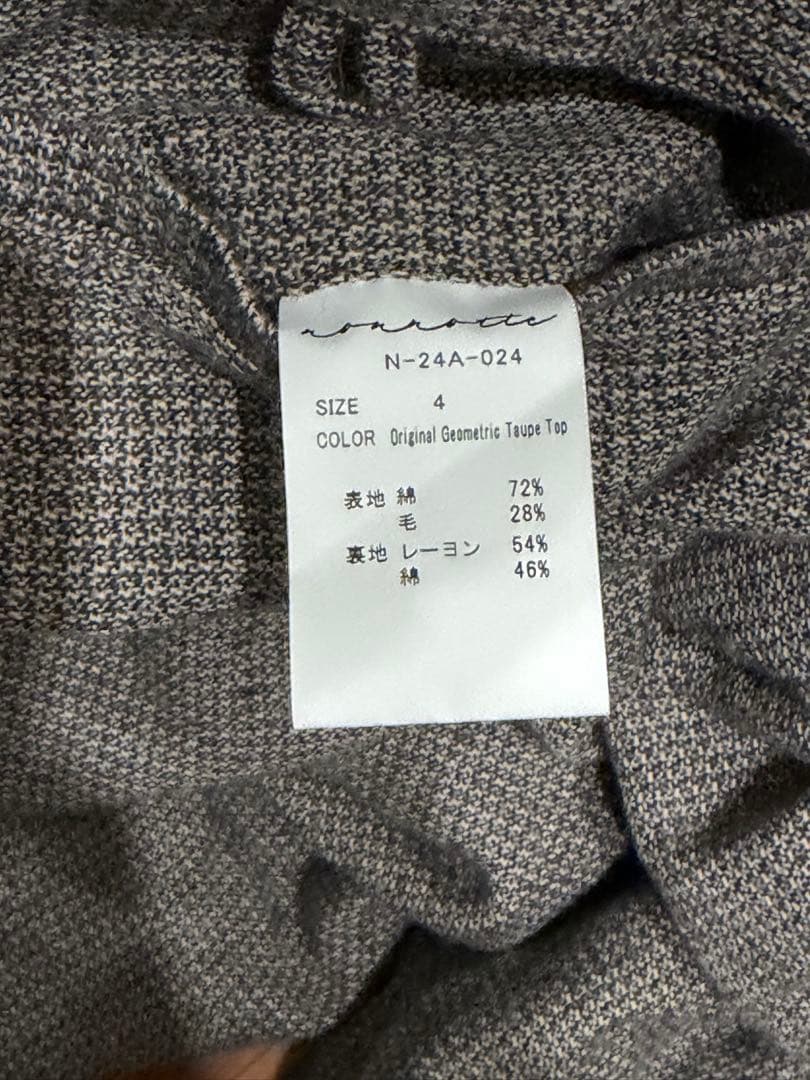 nonnotte
N-24A-024
SIZE 4
COLOR Original Geometric Taupe Top
表地 綿 72%
毛 28%
裏地 レーヨン 54%
綿 46%